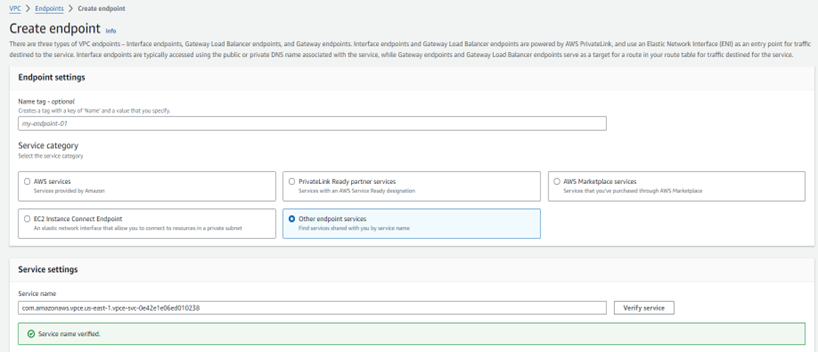 VPC > Endpoints > Create endpoint
Create endpoint Info
There are three types of VPC endpoints – Interface endpoints, Gateway Load Balancer endpoints, and Gateway endpoints. Interface endpoints and Gateway Load Balancer endpoints are powered by AWS PrivateLink, and use an Elastic Network Interface (ENI) as an entry point for traffic
destined to the service. Interface endpoints are typically accessed using the public or private DNS name associated with the service, while Gateway endpoints and Gateway Load Balancer endpoints serve as a target for a route in your route table for traffic destined for the service.
Endpoint settings
Name tag - optional
Creates a tag with a key of 'Name' and a value that you specify.
my-endpoint-01
Service category
Select the service category
AWS services
Services provided by Amazon
PrivateLink Ready partner services
Services with an AWS Service Ready designation
AWS Marketplace services
Services that you've purchased through AWS Marketplace
EC2 Instance Connect Endpoint
An elastic network interface that allow you to connect to resources in a private subnet
Other endpoint services
Find services shared with you by service name
Service settings
Service name
com.amazonaws.vpce.us-east-1.vpce-svc-0e42e1e06ed010238
Verify service
Service name verified.